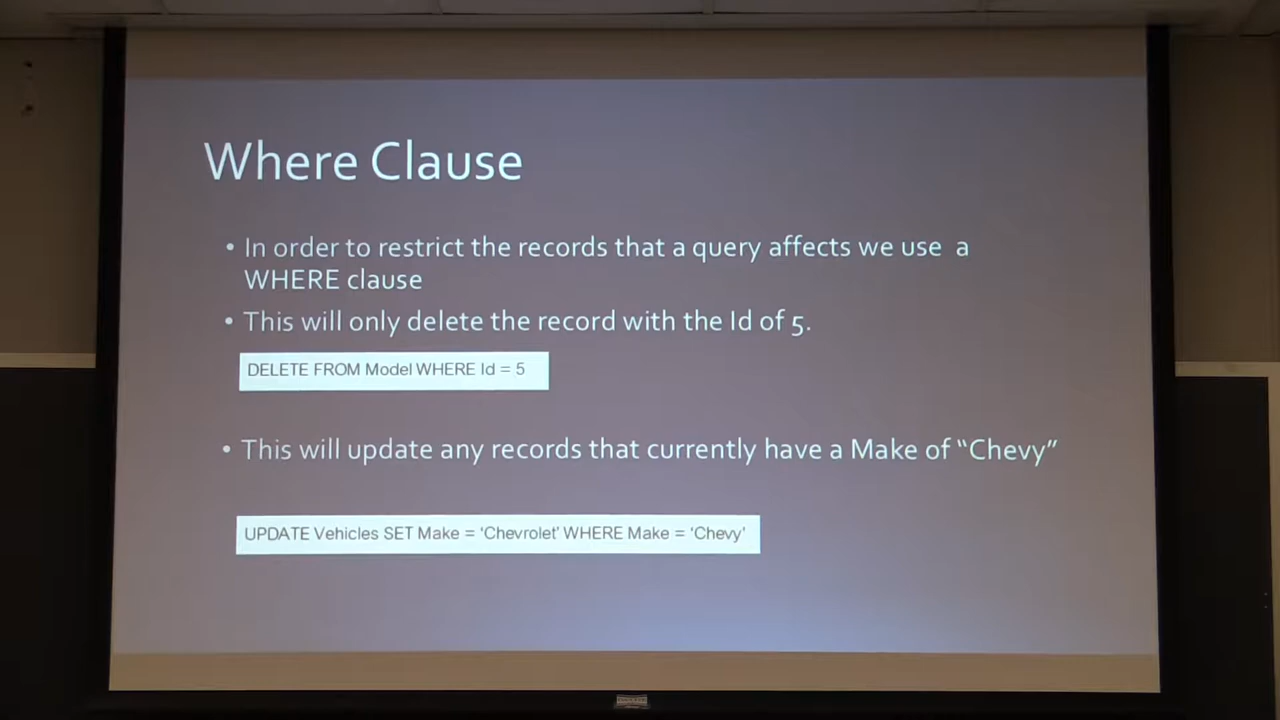 Where Clause
• In order to restrict the records that a query affects we use a
WHERE clause
• This will only delete the record with the Id of 5.
DELETE FROM Model WHERE Id = 5
• This will update any records that currently have a Make of “Chevy”
UPDATE Vehicles SET Make = ‘Chevrolet’ WHERE Make = ‘Chevy’